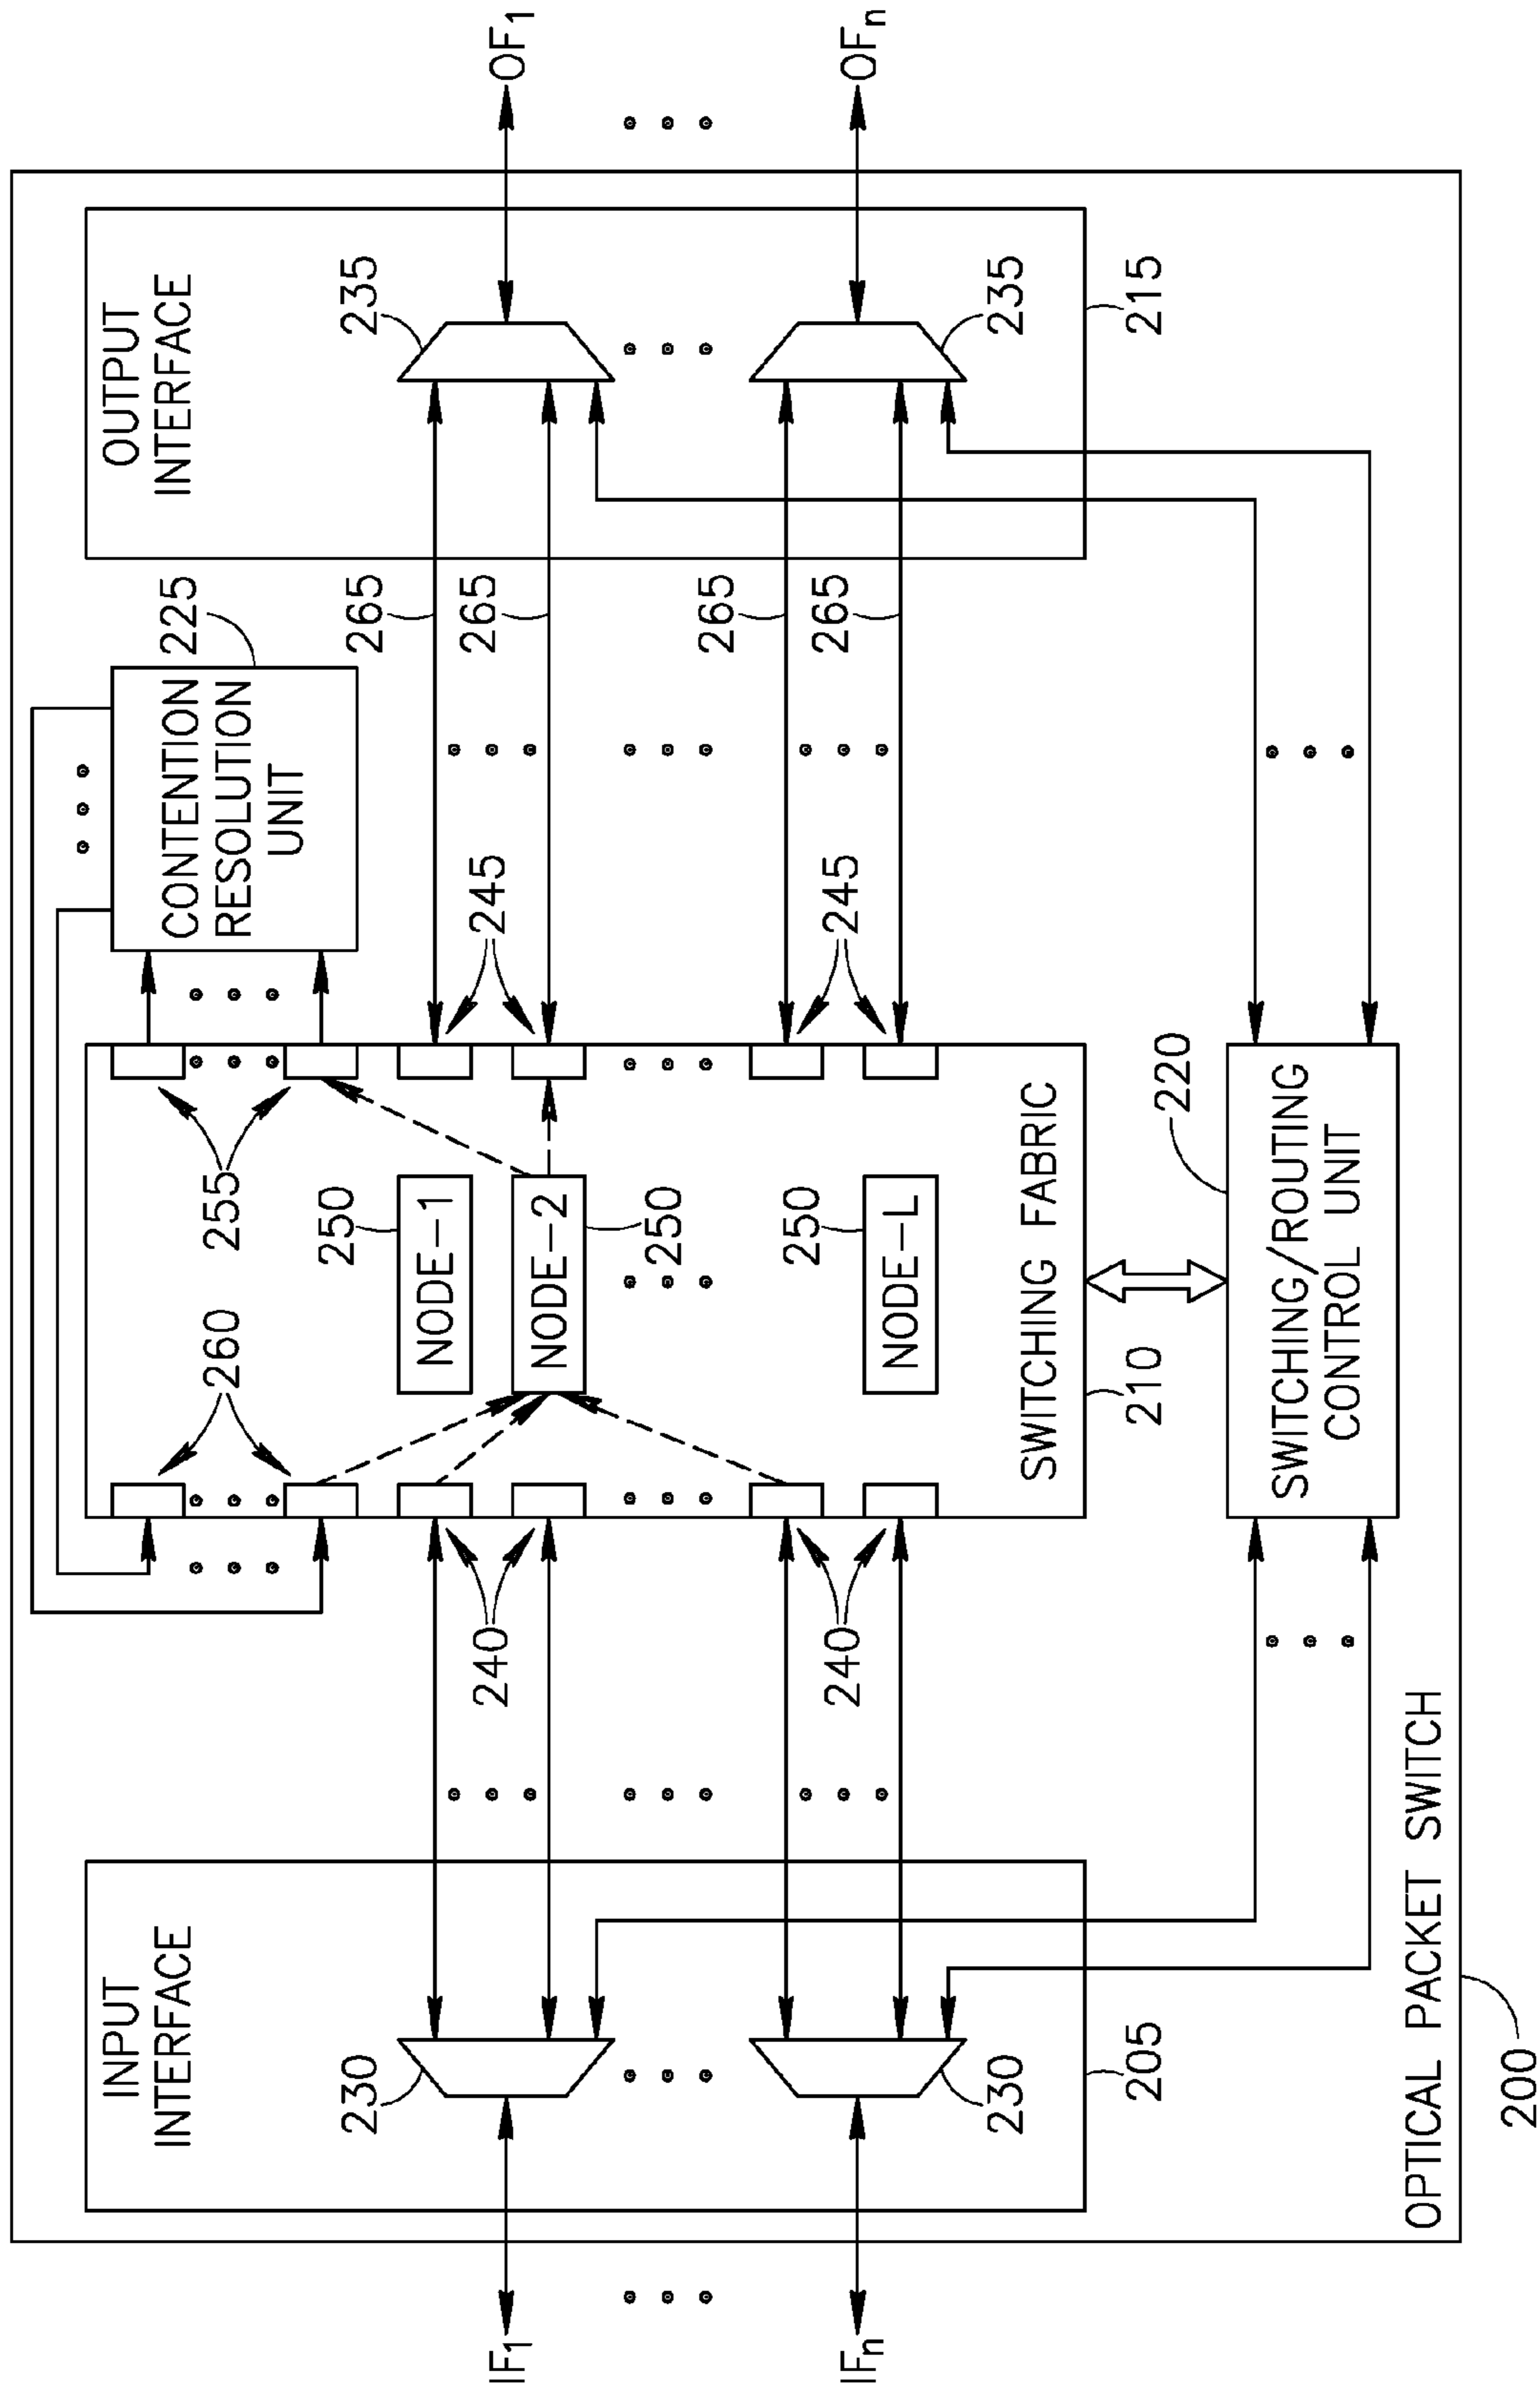 INPUT
INTERFACE
230
230
205
IF1
IFn
240
240
260
255
250
NODE-1
NODE-2
250
250
NODE-L
SWITCHING FABRIC
210
220
SWITCHING/ROUTING
CONTROL UNIT
CONTENTION
RESOLUTION
UNIT
225
245
245
265
265
265
265
OUTPUT
INTERFACE
235
235
215
OF1
OFn
OPTICAL PACKET SWITCH
200